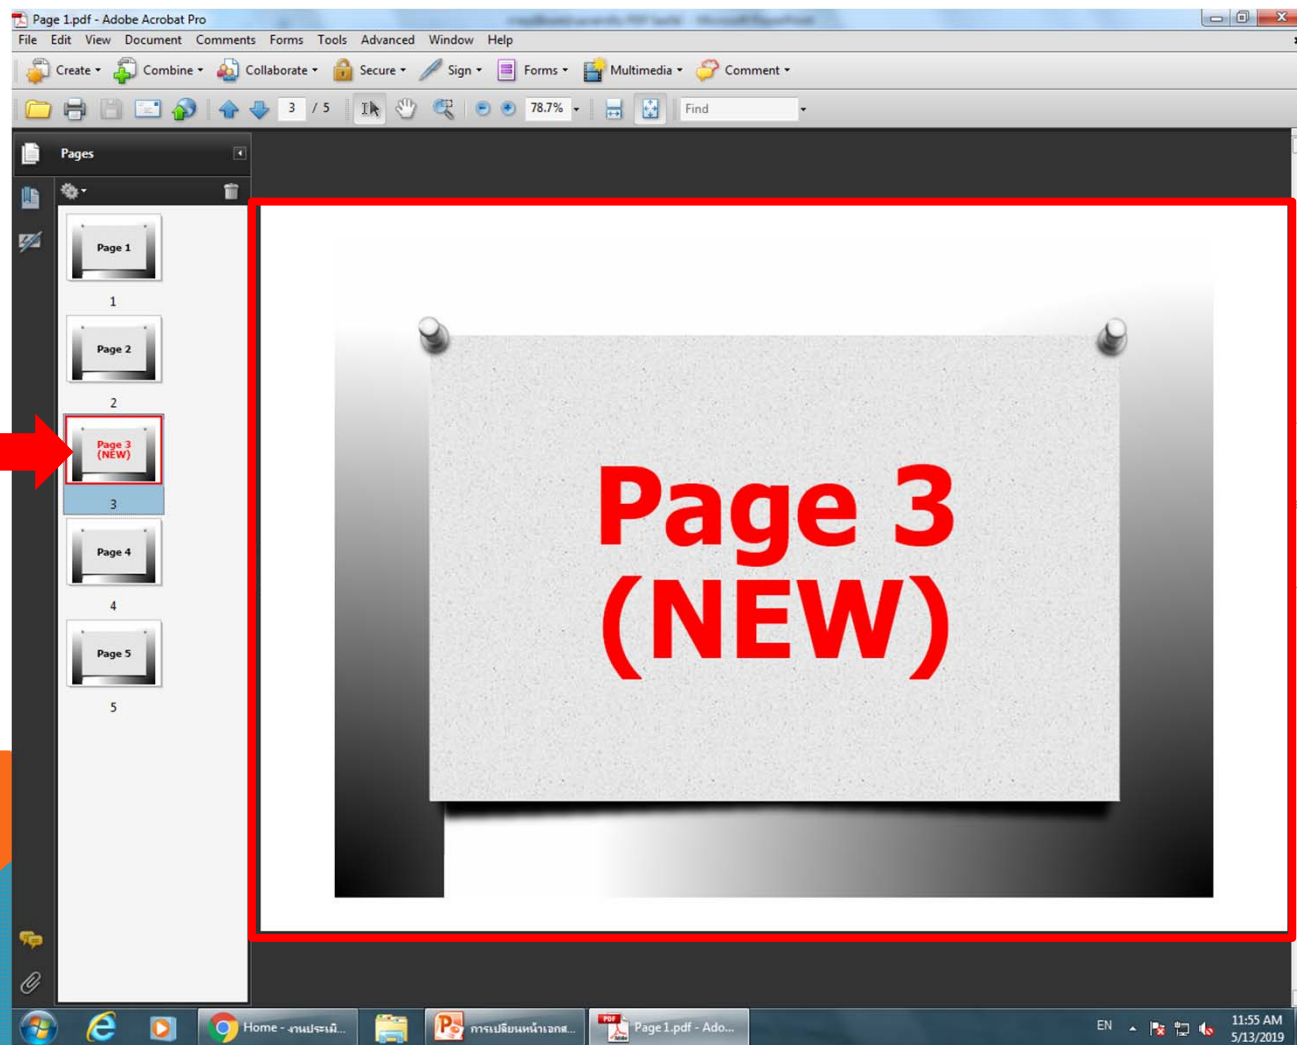 Page 1.pdf - Adobe Acrobat Pro
File Edit View Document Comments Forms Tools Advanced Window Help
Create Combine Collaborate Secure Sign Forms Multimedia Comment
3 / 5 78.7% Find
Pages
Page 1
1
Page 2
2
Page 3
(NEW)
3
Page 4
4
Page 5
5
Page 3
(NEW)
Home - งานประเมิ... การเปลี่ยนหน้าเอกส... Page 1.pdf - Ado... EN 11:55 AM
5/13/2019